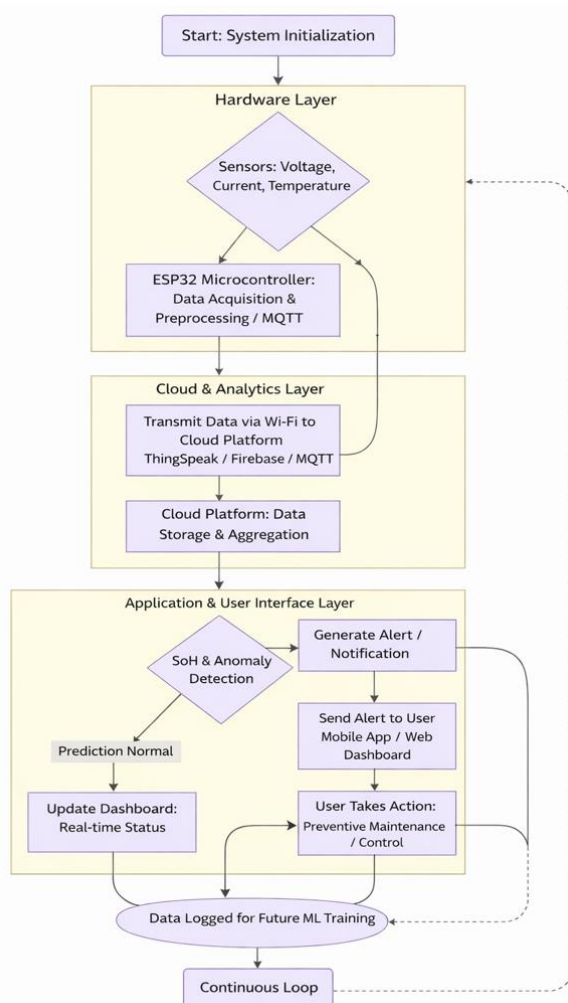 Start: System Initialization
Hardware Layer
Sensors: Voltage,
Current, Temperature
ESP32 Microcontroller:
Data Acquisition &
Preprocessing / MQTT
Cloud & Analytics Layer
Transmit Data via Wi-Fi to
Cloud Platform
ThingSpeak / Firebase / MQTT
Cloud Platform: Data
Storage & Aggregation
Application & User Interface Layer
SoH & Anomaly
Detection
Generate Alert /
Notification
Send Alert to User
Mobile App / Web
Dashboard
Prediction Normal
Update Dashboard:
Real-time Status
User Takes Action:
Preventive Maintenance
/ Control
Data Logged for Future ML Training
Continuous Loop